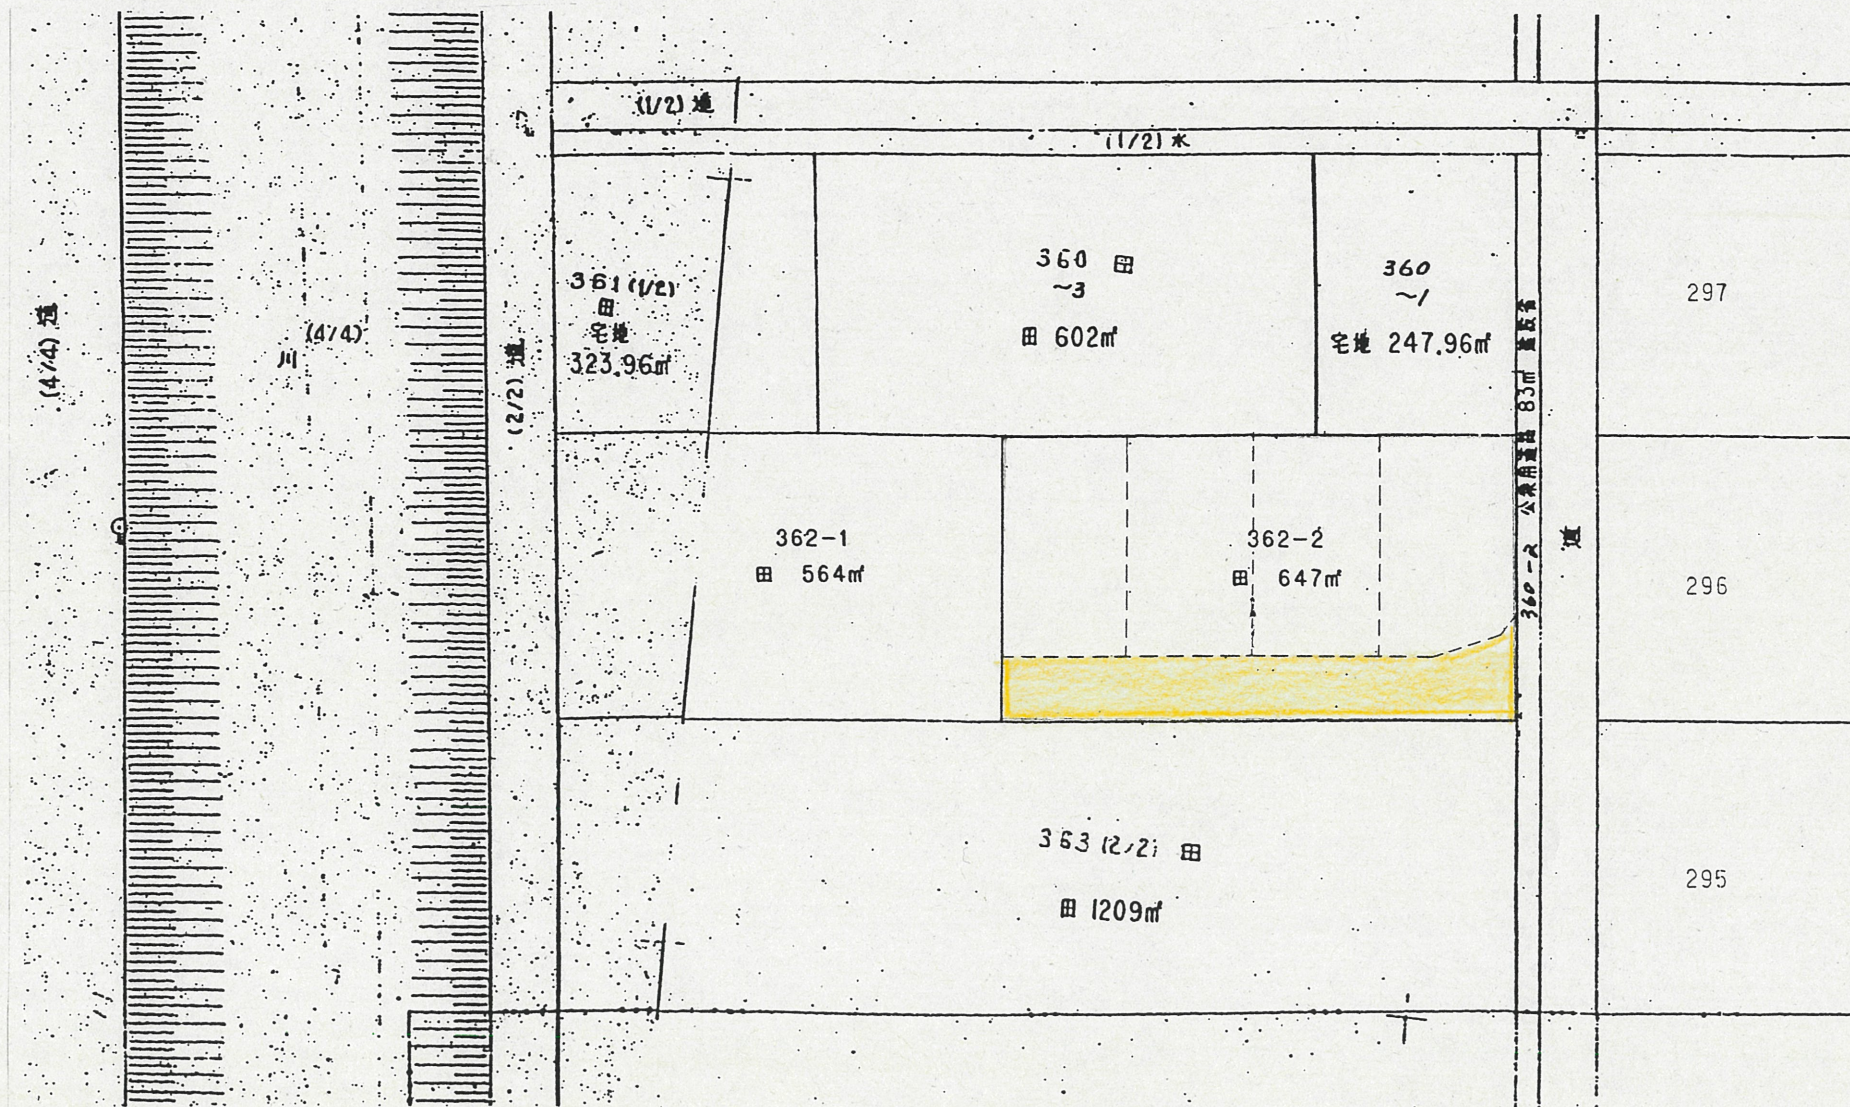 (1/2) 道
(1/2) 水
(4/4) 道
川 (4/4)
(2/2) 道
361 (1/2)
田
宅地
323.96㎡
360 田
~3
田 602㎡
360
~1
宅地 247.96㎡
360-2 公衆用道路 83㎡ 建設省
道
297
362-1
田 564㎡
362-2
田 647㎡
296
363 (2/2) 田
田 1209㎡
295